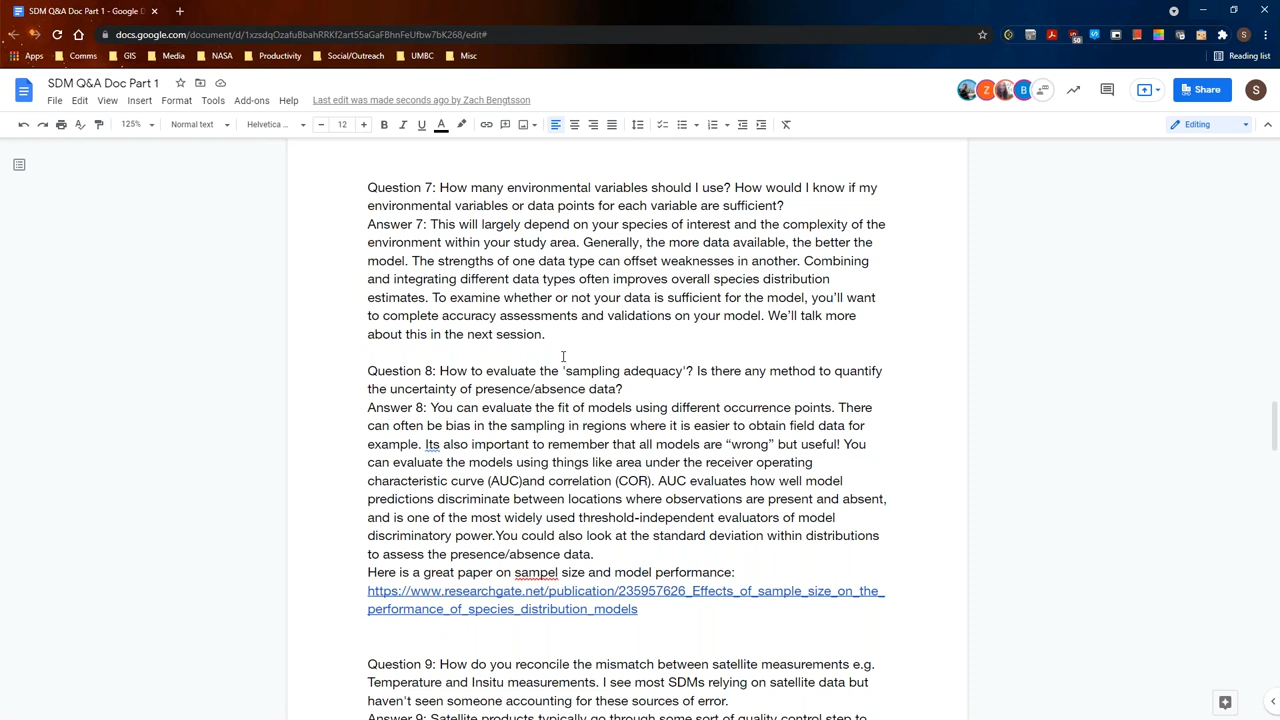 SDM Q&A Doc Part 1 - Google D
docs.google.com/document/d/1xzsdqOzafuBbahRRKf2art55aGaFBhnFeUfbw7bK268/edit#
Apps Comms GIS Media NASA Productivity Social/Outreach UMBC Misc Reading list
SDM Q&A Doc Part 1
File Edit View Insert Format Tools Add-ons Help Last edit was made seconds ago by Zach Bengtsson
Z B Share S
125% Normal text Helvetica ... 12 B I U A Editing
Question 7: How many environmental variables should I use? How would I know if my
environmental variables or data points for each variable are sufficient?
Answer 7: This will largely depend on your species of interest and the complexity of the
environment within your study area. Generally, the more data available, the better the
model. The strengths of one data type can offset weaknesses in another. Combining
and integrating different data types often improves overall species distribution
estimates. To examine whether or not your data is sufficient for the model, you’ll want
to complete accuracy assessments and validations on your model. We’ll talk more
about this in the next session.
Question 8: How to evaluate the 'sampling adequacy'? Is there any method to quantify
the uncertainty of presence/absence data?
Answer 8: You can evaluate the fit of models using different occurrence points. There
can often be bias in the sampling in regions where it is easier to obtain field data for
example. Its also important to remember that all models are “wrong” but useful! You
can evaluate the models using things like area under the receiver operating
characteristic curve (AUC)and correlation (COR). AUC evaluates how well model
predictions discriminate between locations where observations are present and absent,
and is one of the most widely used threshold-independent evaluators of model
discriminatory power.You could also look at the standard deviation within distributions
to assess the presence/absence data.
Here is a great paper on sampel size and model performance:
https://www.researchgate.net/publication/235957626_Effects_of_sample_size_on_the_
performance_of_species_distribution_models
Question 9: How do you reconcile the mismatch between satellite measurements e.g.
Temperature and Insitu measurements. I see most SDMs relying on satellite data but
haven't seen someone accounting for these sources of error.
Answer 9: Satellite products typically go through some sort of quality control step to